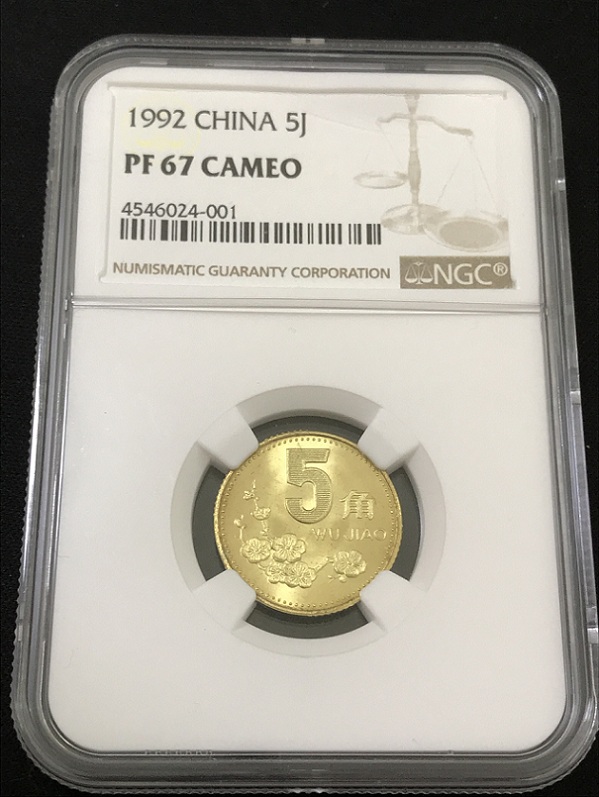 1992 CHINA 5J
PF 67 CAMEO
4546024-001
NUMISMATIC GUARANTY CORPORATION NGC®
5角
WU JIAO